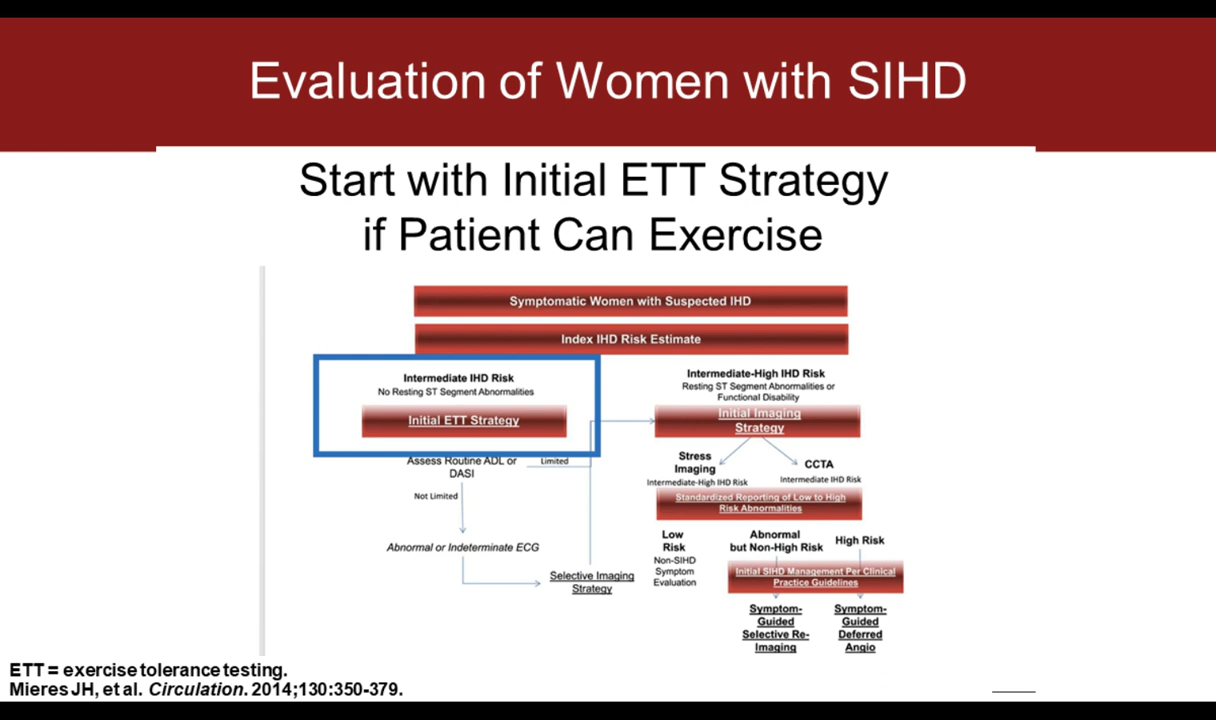 Evaluation of Women with SIHD
Start with Initial ETT Strategy
if Patient Can Exercise
Symptomatic Women with Suspected IHD
Index IHD Risk Estimate
Intermediate IHD Risk
No Resting ST Segment Abnormalities
Initial ETT Strategy
Assess Routine ADL or
DASI
Limited
Not Limited
Abnormal or Indeterminate ECG
Selective Imaging
Strategy
Intermediate-High IHD Risk
Resting ST Segment Abnormalities or
Functional Disability
Initial Imaging
Strategy
Stress
Imaging
Intermediate-High IHD Risk
CCTA
Intermediate IHD Risk
Standardized Reporting of Low to High
Risk Abnormalities
Low
Risk
Non-SIHD
Symptom
Evaluation
Abnormal
but Non-High Risk
High Risk
Initial SIHD Management Per Clinical
Practice Guidelines
Symptom-
Guided
Selective Re-
Imaging
Symptom-
Guided
Deferred
Angio
ETT = exercise tolerance testing.
Mieres JH, et al. Circulation. 2014;130:350-379.